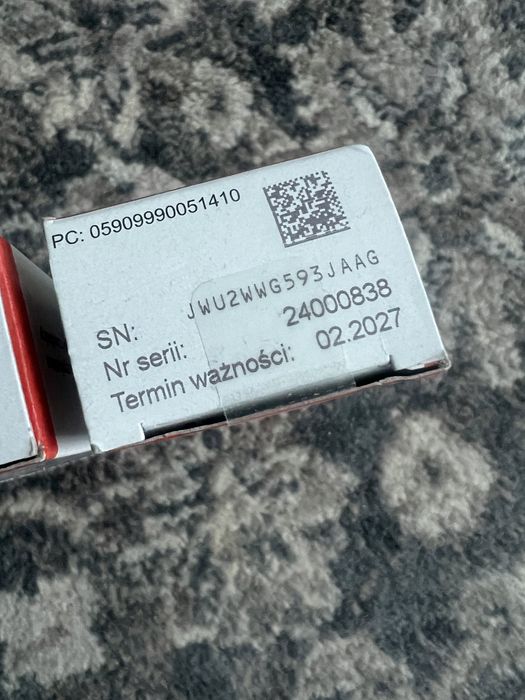 PC: 05909990051410
SN: JWU2WWG593JAAG
Nr serii: 24000838
Termin ważności: 02.2027